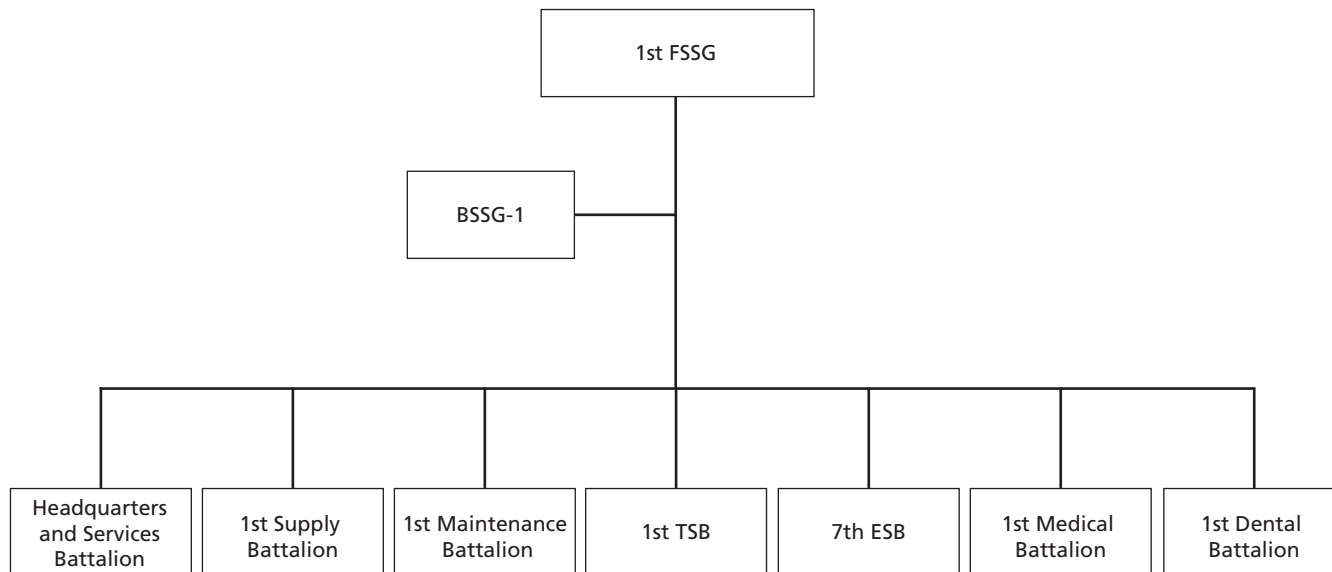 1st FSSG
BSSG-1
Headquarters
and Services
Battalion
1st Supply
Battalion
1st Maintenance
Battalion
1st TSB
7th ESB
1st Medical
Battalion
1st Dental
Battalion